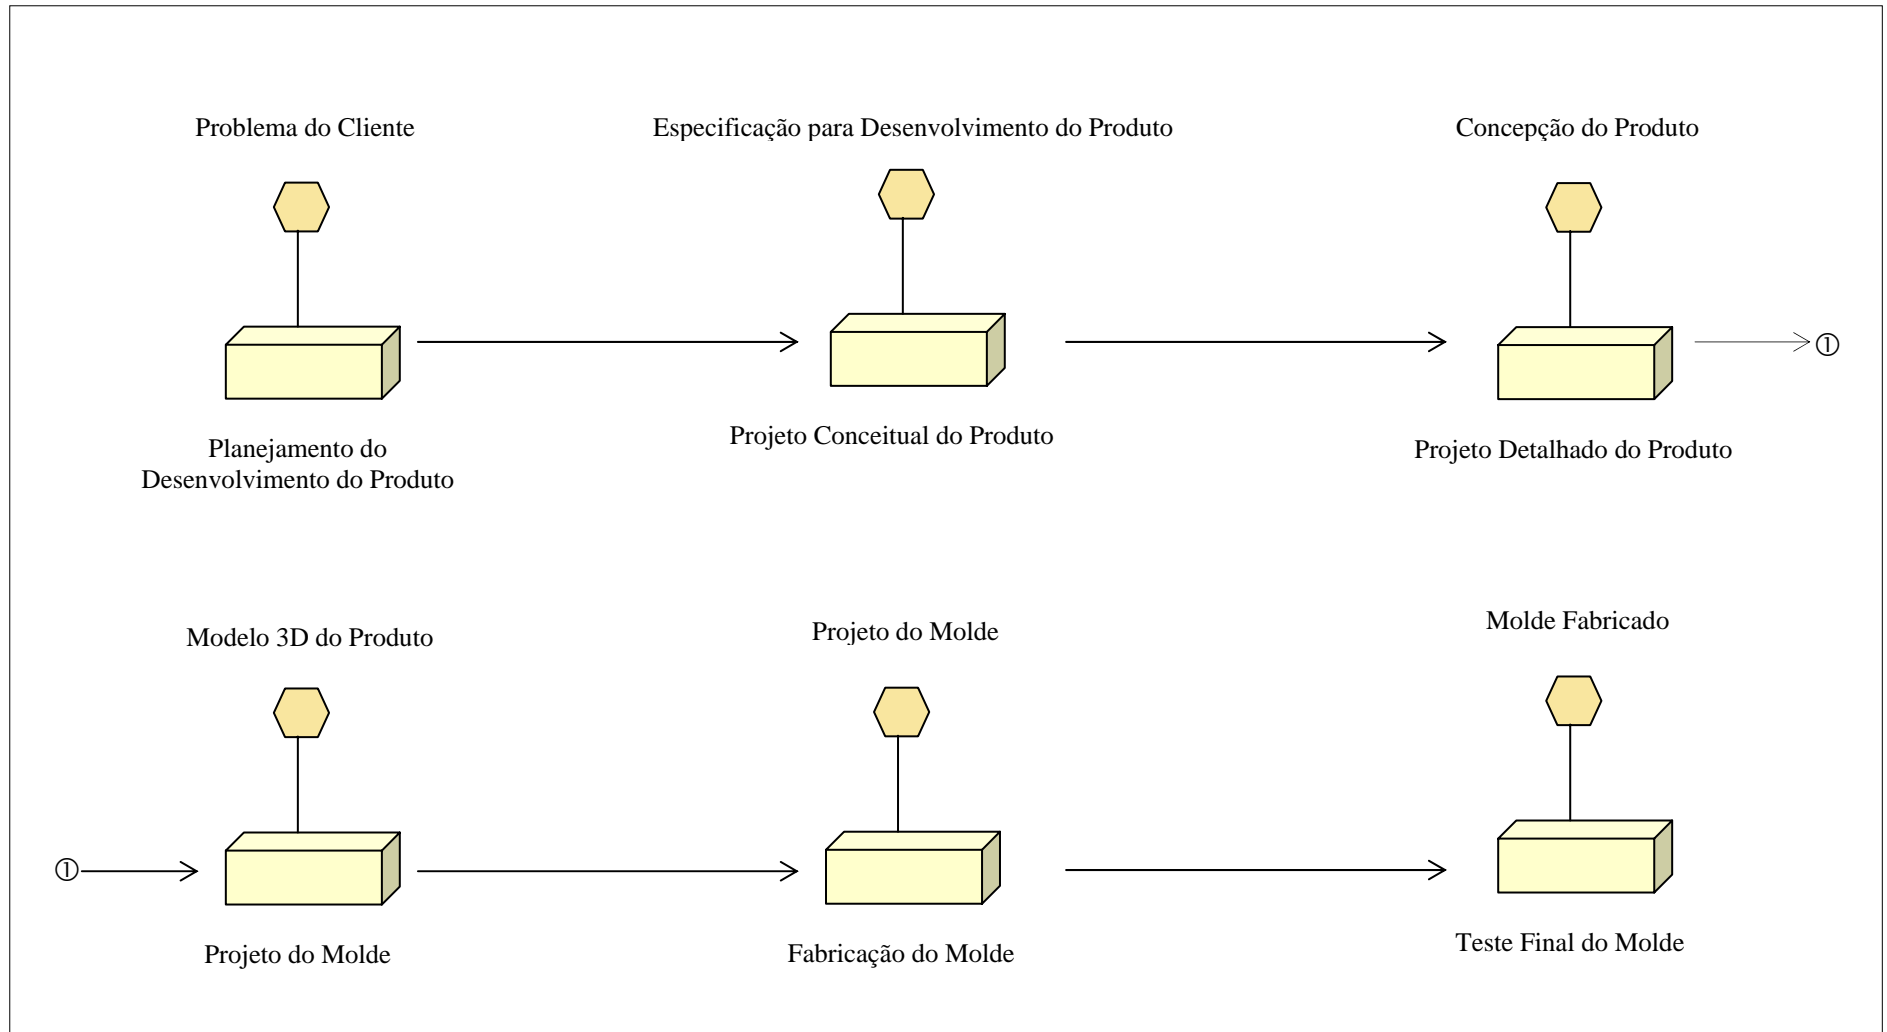 Problema do Cliente
Especificação para Desenvolvimento do Produto
Concepção do Produto
①
Planejamento do
Desenvolvimento do Produto
Projeto Conceitual do Produto
Projeto Detalhado do Produto
Modelo 3D do Produto
Projeto do Molde
Molde Fabricado
①
Projeto do Molde
Fabricação do Molde
Teste Final do Molde